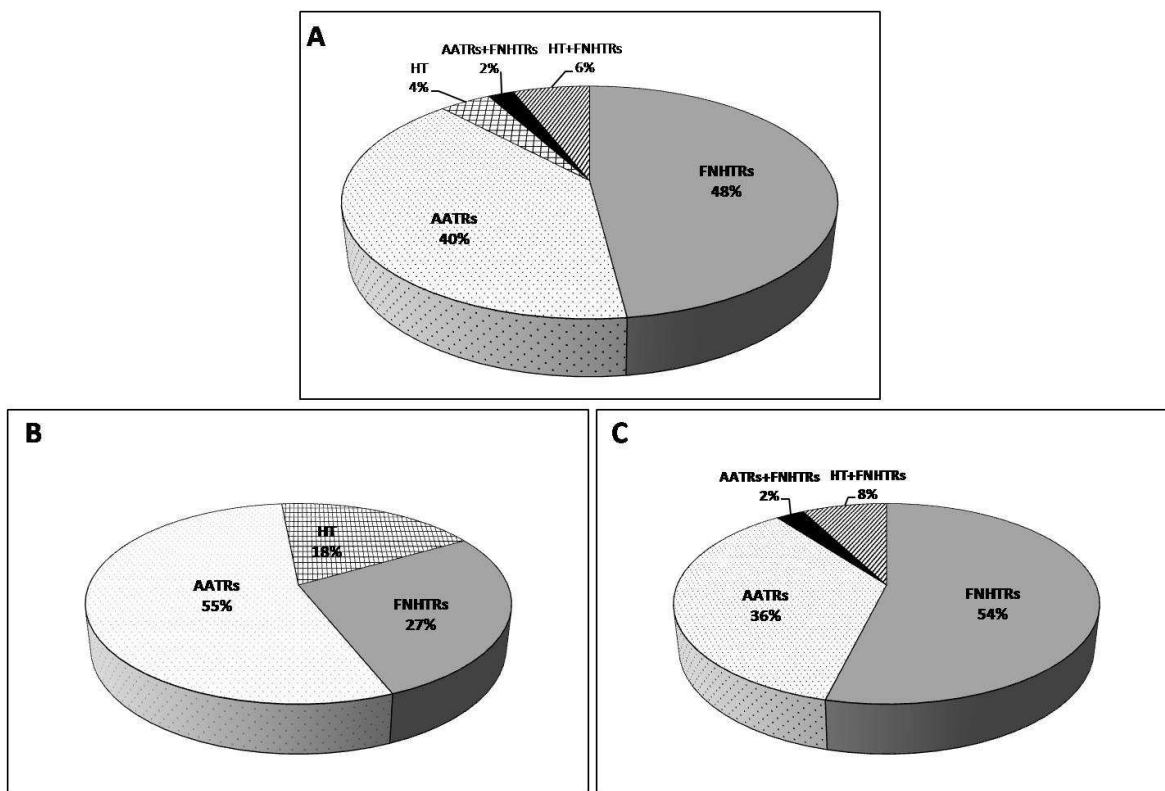 A
AATRs+FNHTRs
2%
HT+FNHTRs
6%
HT
4%
FNHTRs
48%
AATRs
40%
B
HT
18%
AATRs
55%
FNHTRs
27%
C
AATRs+FNHTRs
2%
HT+FNHTRs
8%
AATRs
36%
FNHTRs
54%